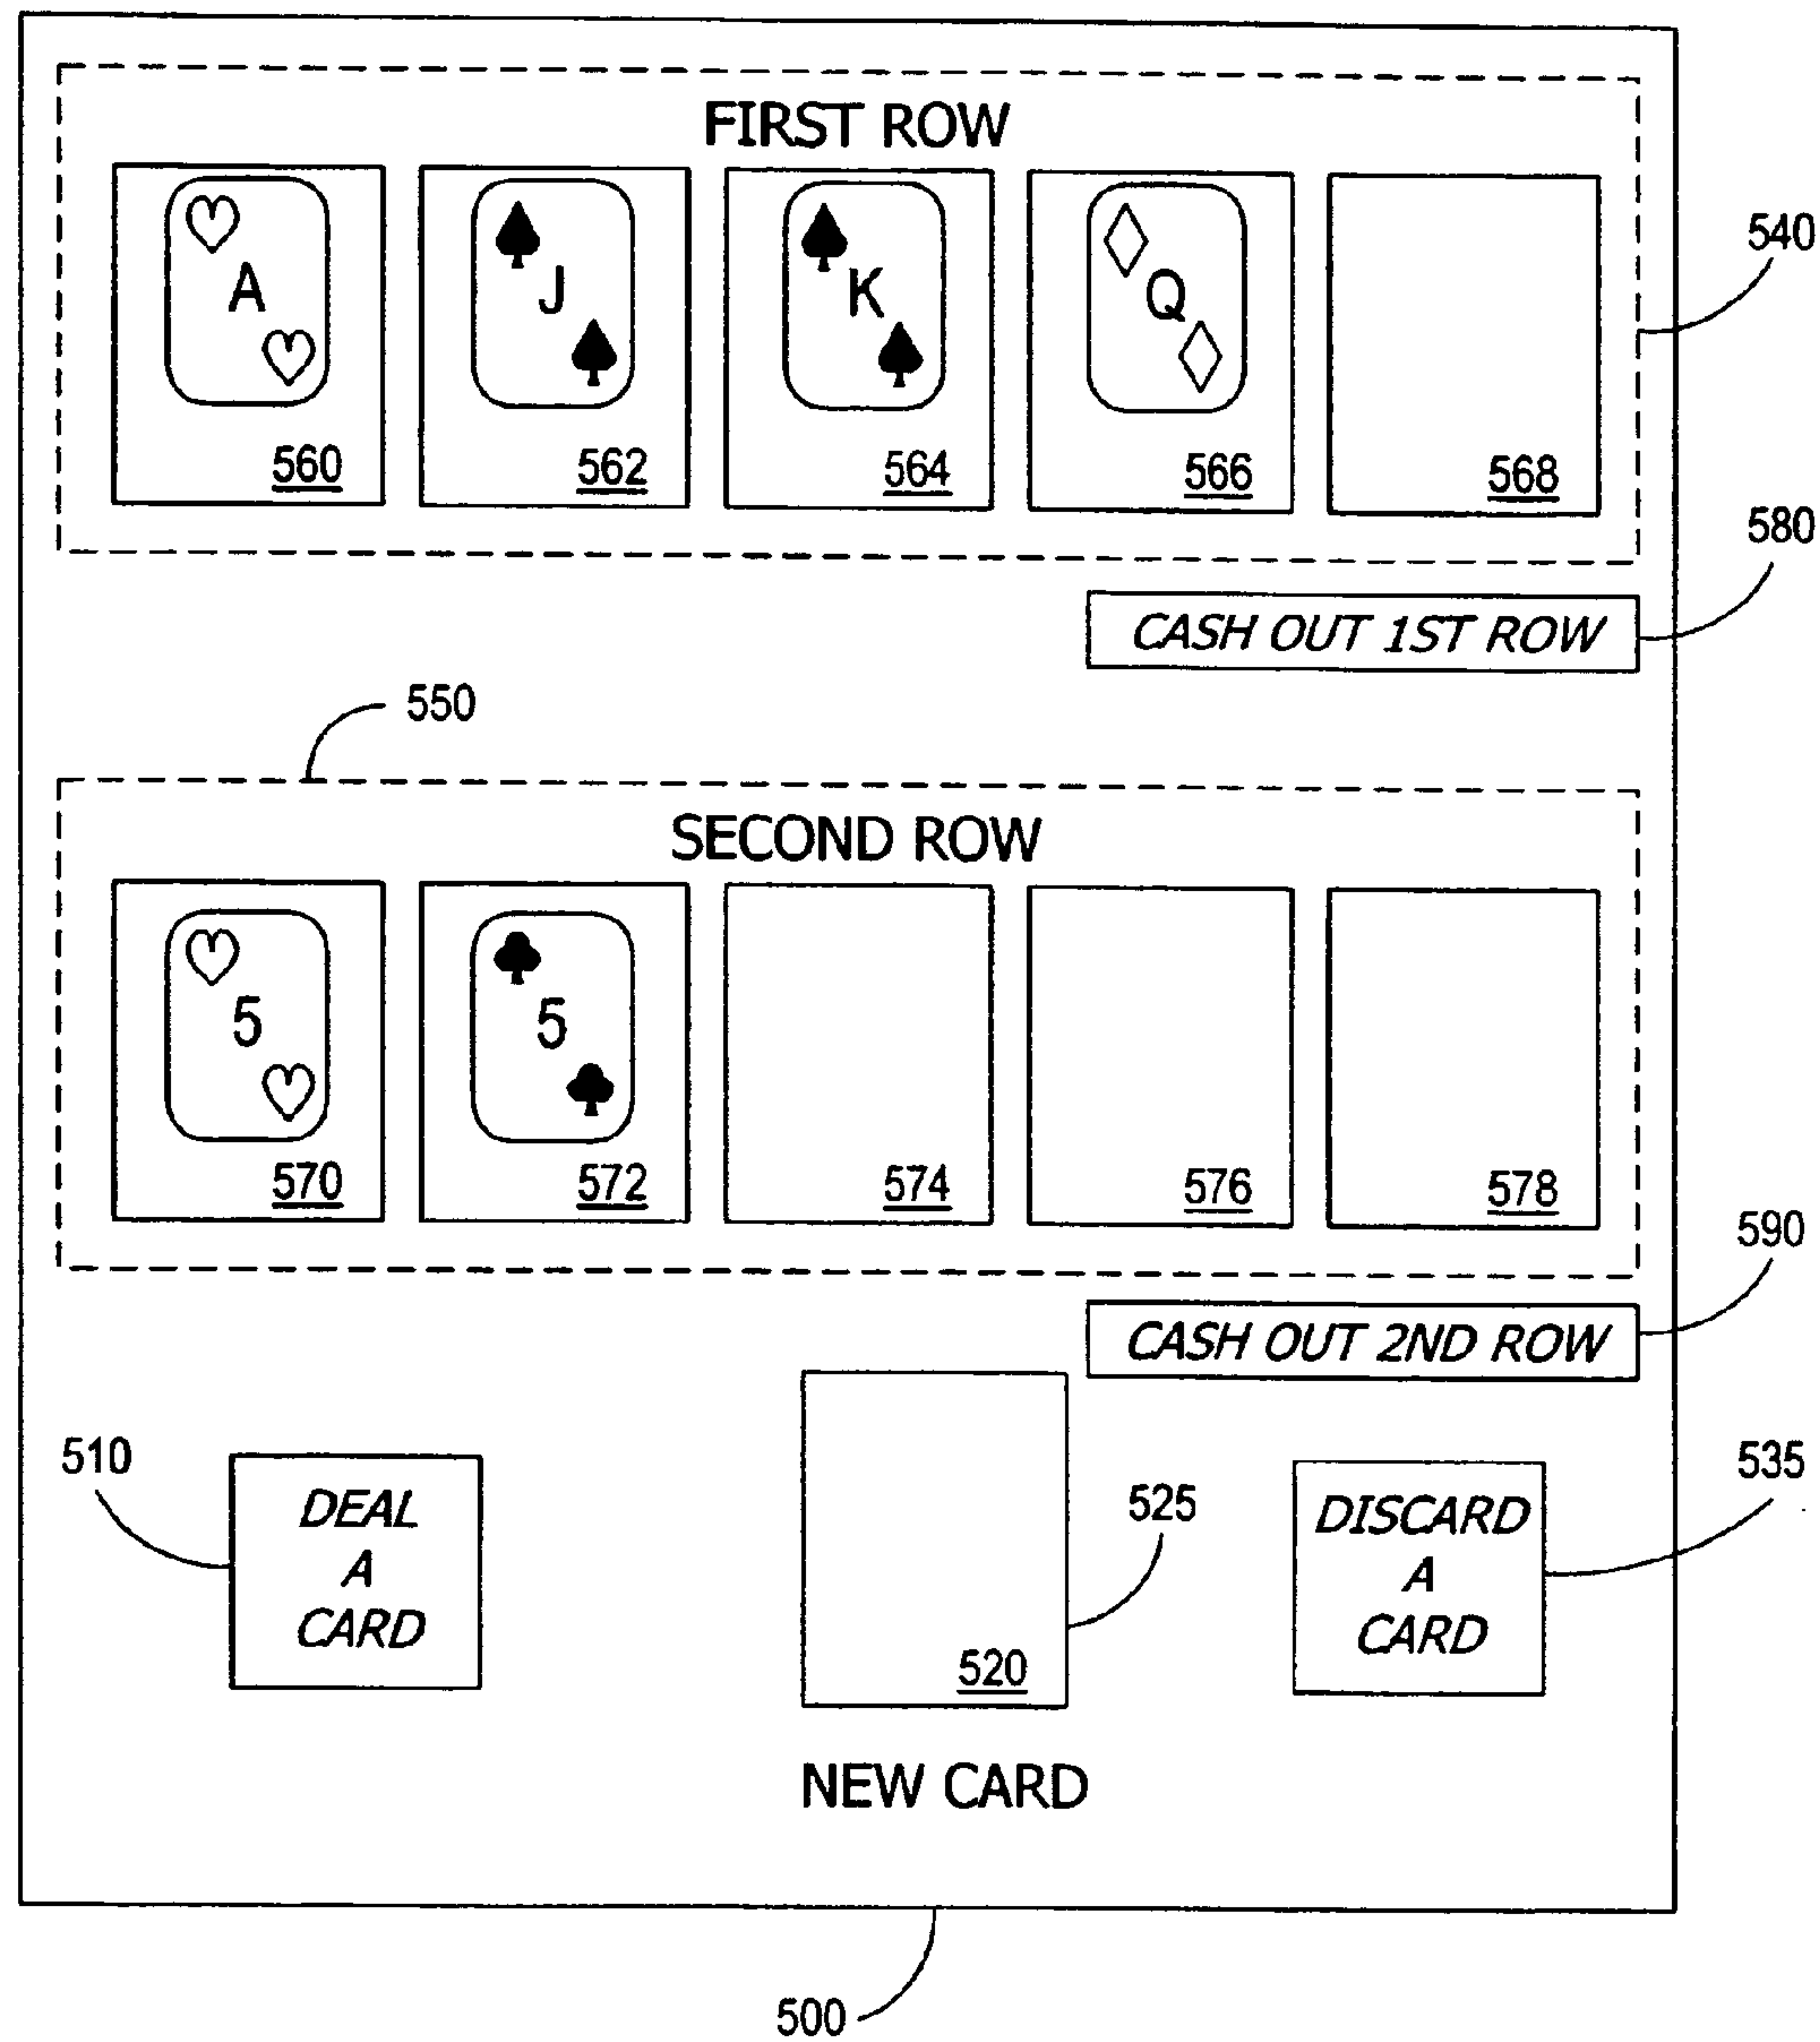 FIRST ROW
A J K Q
560 562 564 566 568
540
580
CASH OUT 1ST ROW
550
SECOND ROW
5 5
570 572 574 576 578
590
CASH OUT 2ND ROW
510
DEAL
A
CARD
525
520
535
DISCARD
A
CARD
NEW CARD
500